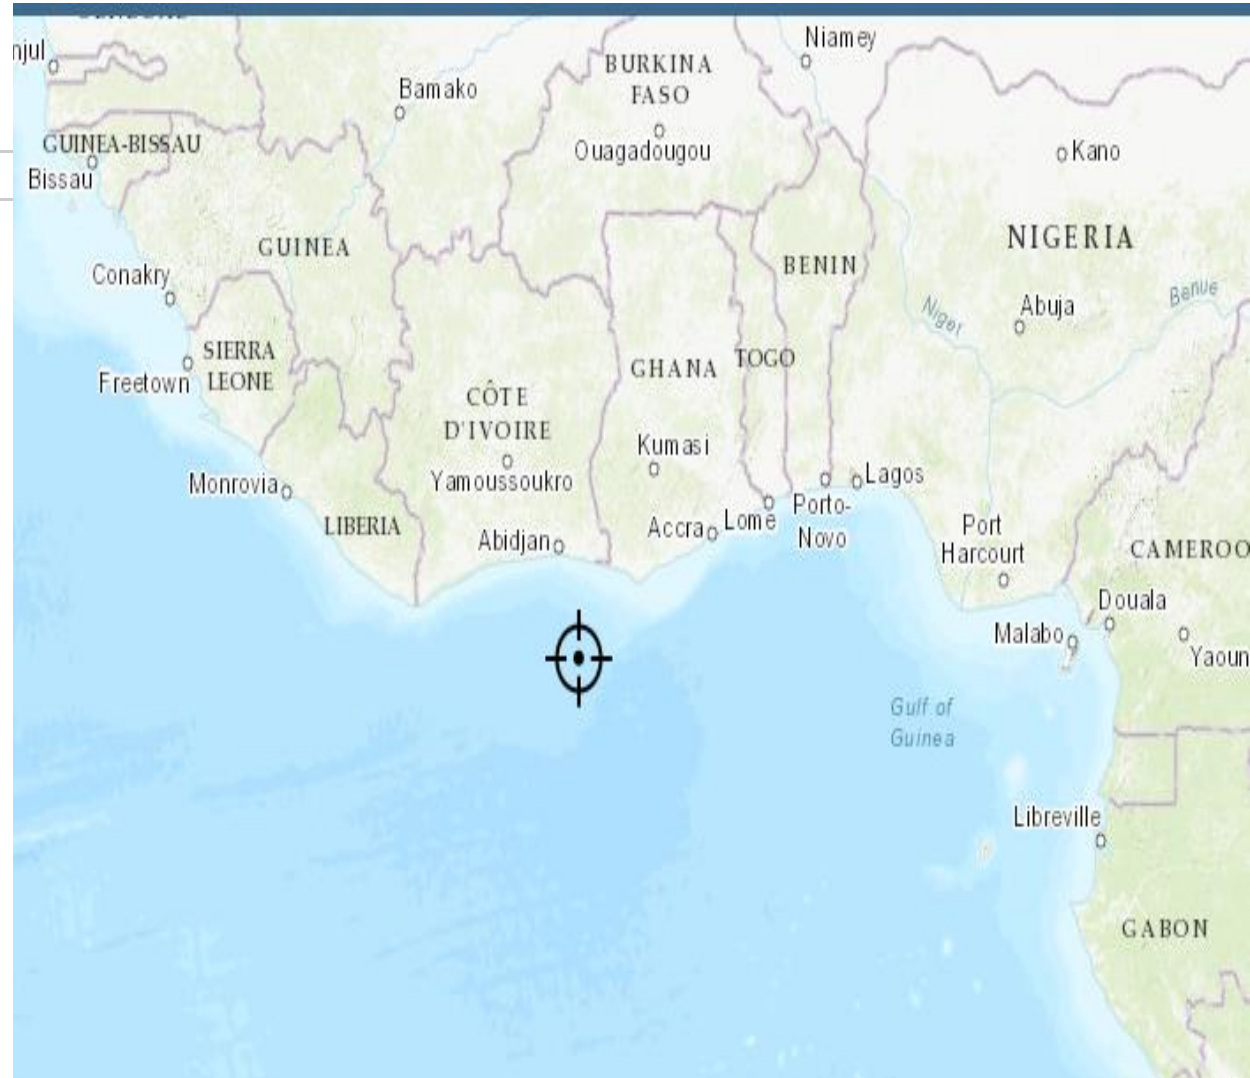 njul
Niamey
BURKINA
FASO
Bamako
Ouagadougou
Kano
GUINEA-BISSAU
Bissau
NIGERIA
GUINEA
BENIN
Conakry
Benue
Niger
Abuja
SIERRA
LEONE
TOGO
GHANA
Freetown
CÔTE
D'IVOIRE
Kumasi
Yamoussoukro
Lagos
Monrovia
Porto-
Novo
Lome
Accra
LIBERIA
Abidjan
Port
Harcourt
CAMEROO
Douala
Malabo
Yaoun
Gulf of
Guinea
Libreville
GABON